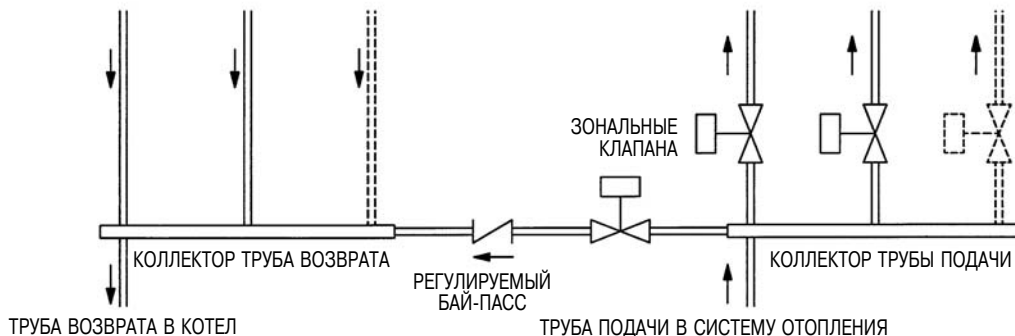 ЗОНАЛЬНЫЕ
КЛАПАНА
КОЛЛЕКТОР ТРУБА ВОЗВРАТА
РЕГУЛИРУЕМЫЙ
БАЙ-ПАСС
КОЛЛЕКТОР ТРУБЫ ПОДАЧИ
ТРУБА ВОЗВРАТА В КОТЕЛ
ТРУБА ПОДАЧИ В СИСТЕМУ ОТОПЛЕНИЯ